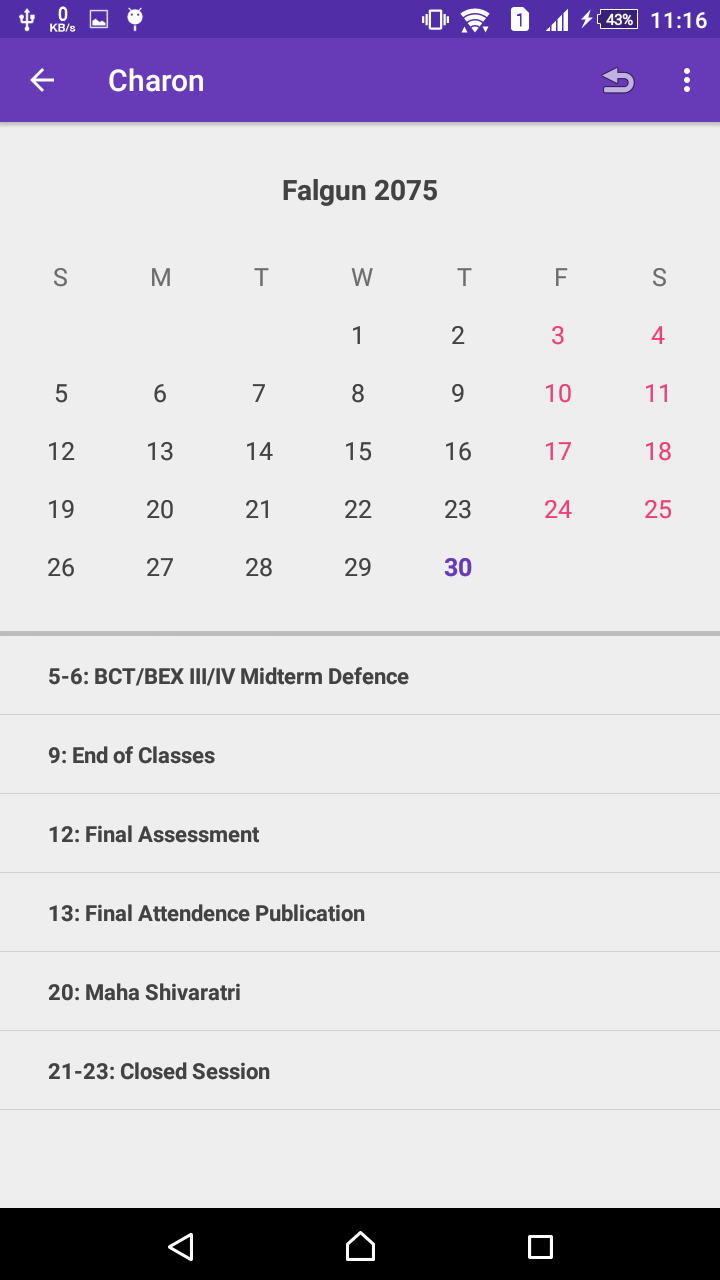 0 KB/s 1 43% 11:16
Charon
Falgun 2075
S M T W T F S
1 2 3 4
5 6 7 8 9 10 11
12 13 14 15 16 17 18
19 20 21 22 23 24 25
26 27 28 29 30
5-6: BCT/BEX III/IV Midterm Defence
9: End of Classes
12: Final Assessment
13: Final Attendence Publication
20: Maha Shivaratri
21-23: Closed Session